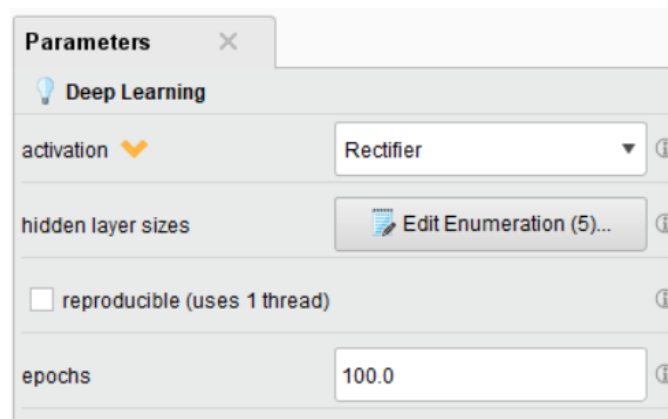 Parameters
Deep Learning
activation Rectifier
hidden layer sizes Edit Enumeration (5)...
reproducible (uses 1 thread)
epochs 100.0